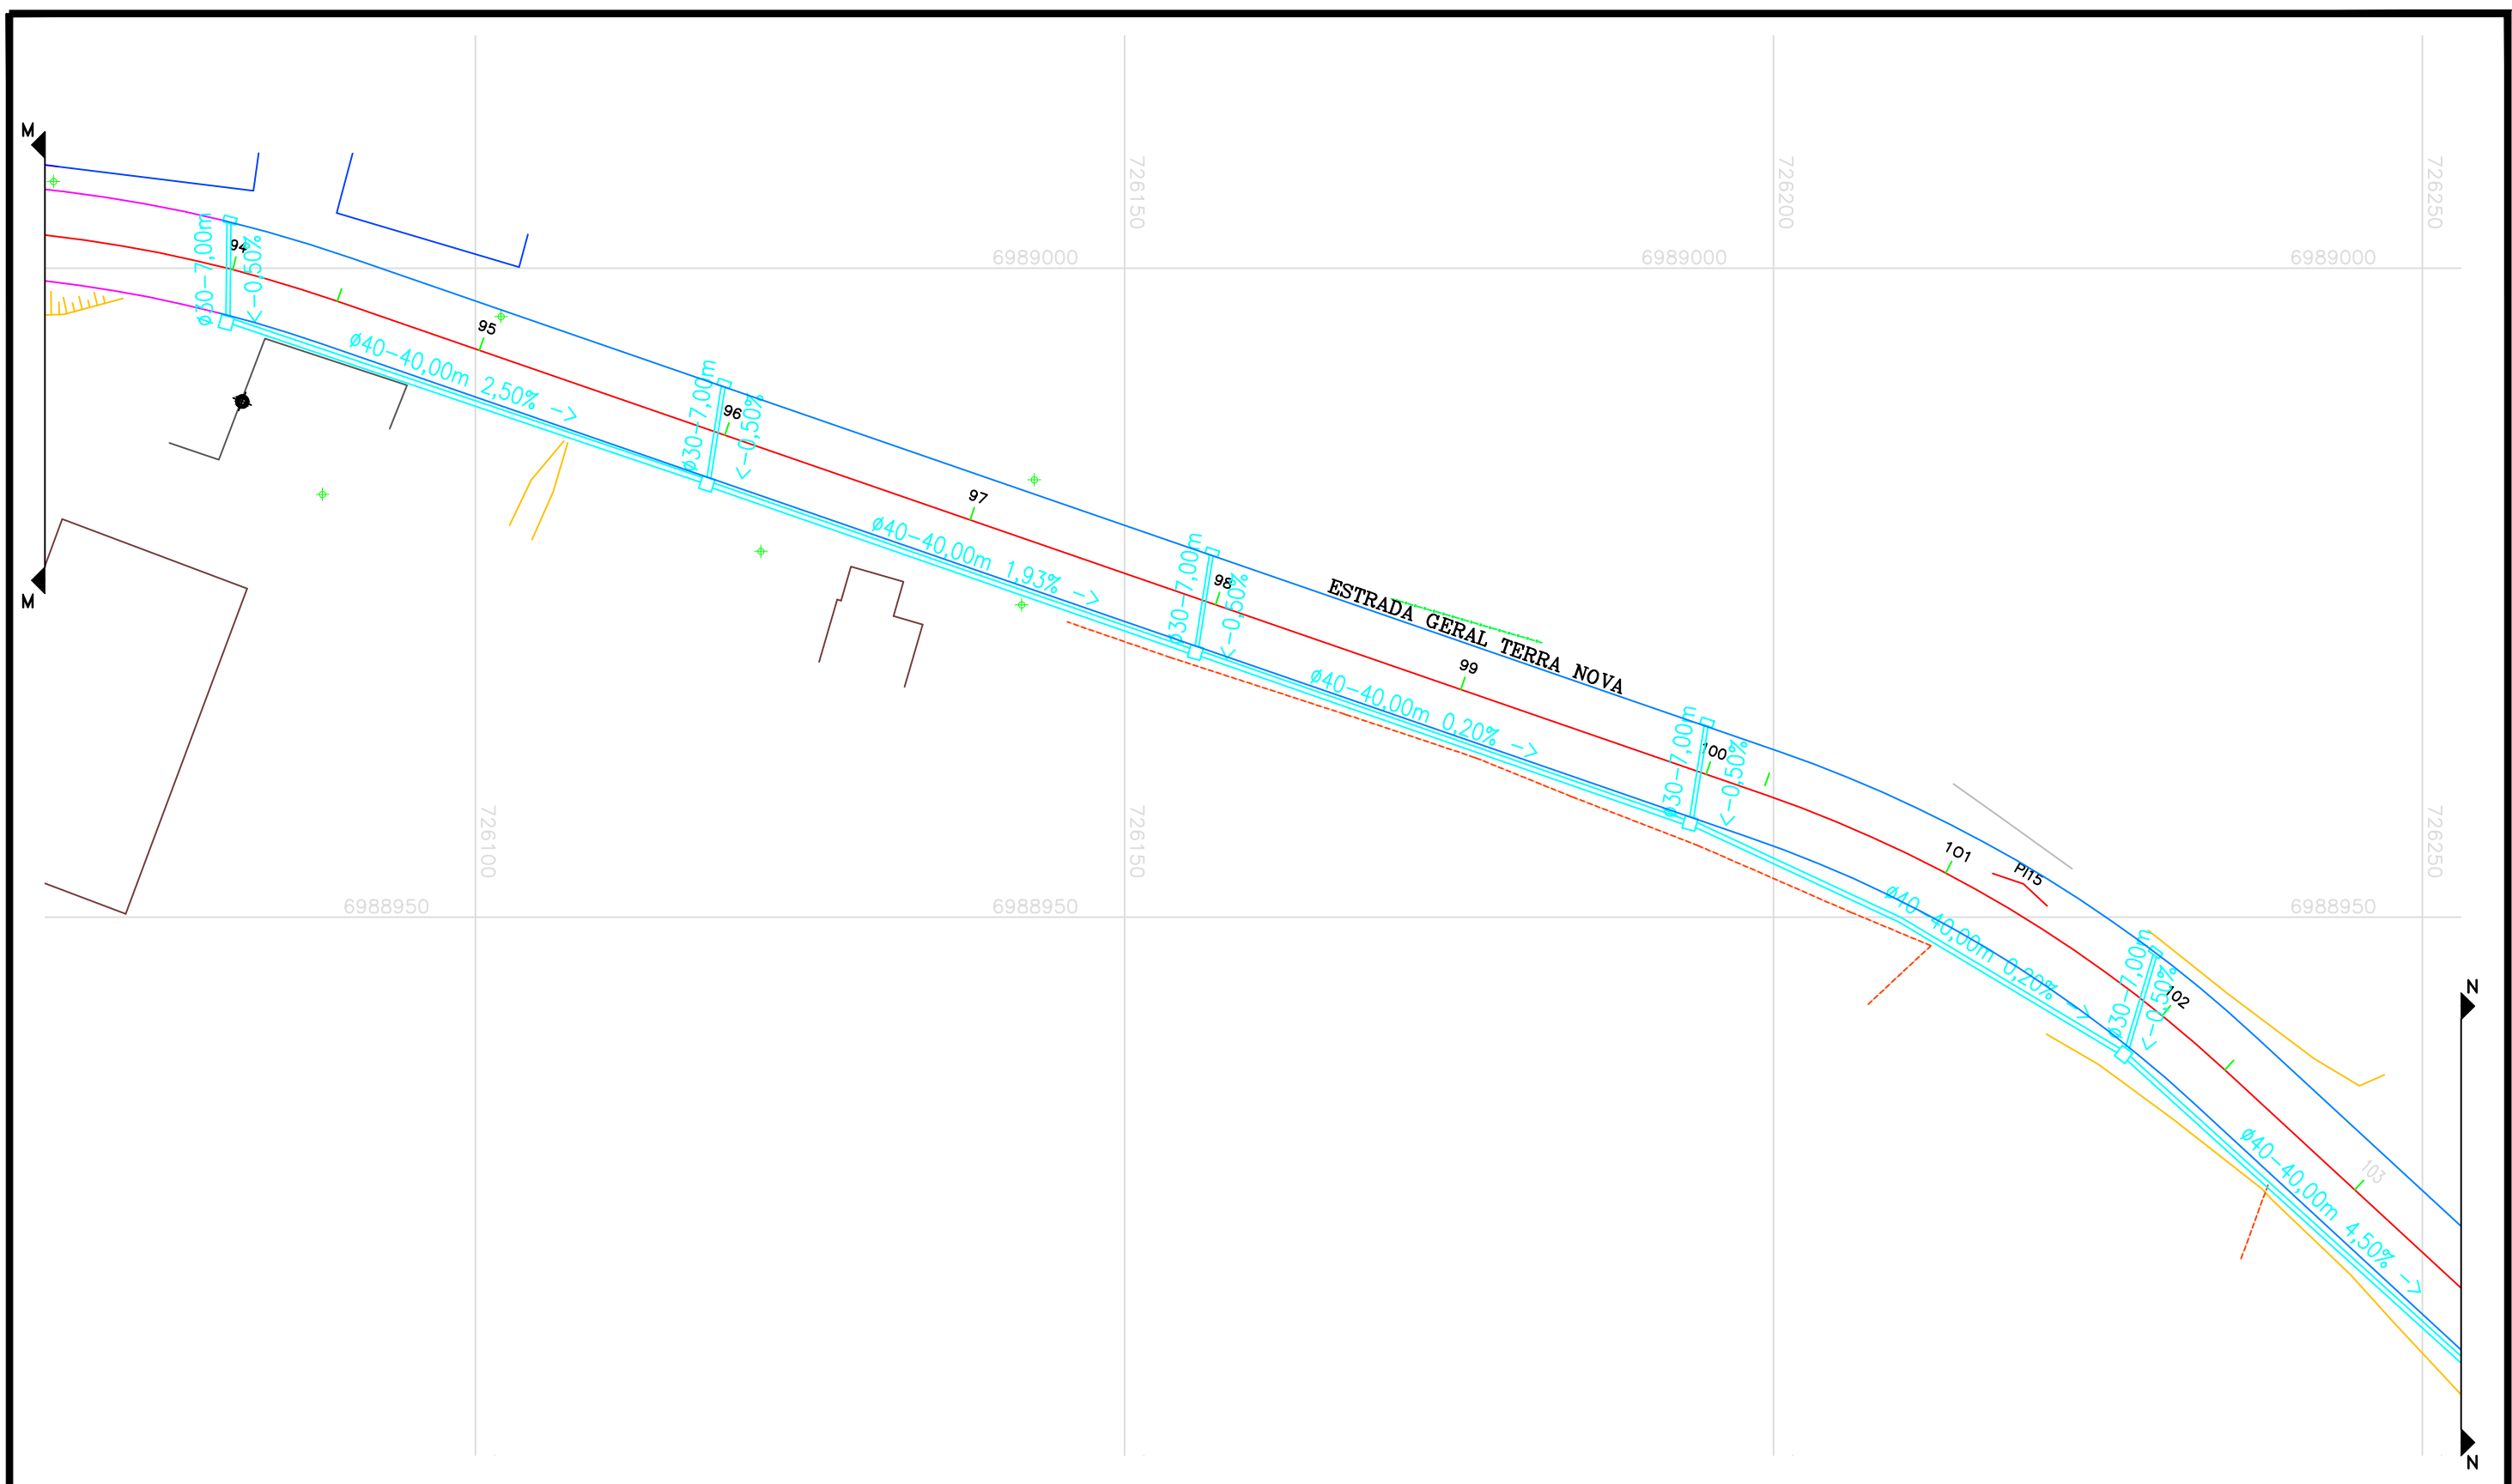 M
726150
726200
726250
6989000
6989000
6989000
94
ø30-7,00m
<-0,50%
95
ø40-40,00m 2,50% ->
ø30-7,00m
96
<-0,50%
97
ø40-40,00m 1,93% ->
ø30-7,00m
98
<-0,50%
M
ESTRADA GERAL TERRA NOVA
99
ø40-40,00m 0,20% ->
ø30-7,00m
100
<-0,50%
726100
726150
726250
101
PI15
6988950
6988950
6988950
ø40-40,00m 0,20% ->
ø30-7,00m
<-0,50%
102
N
103
ø40-40,00m 4,50% ->
N